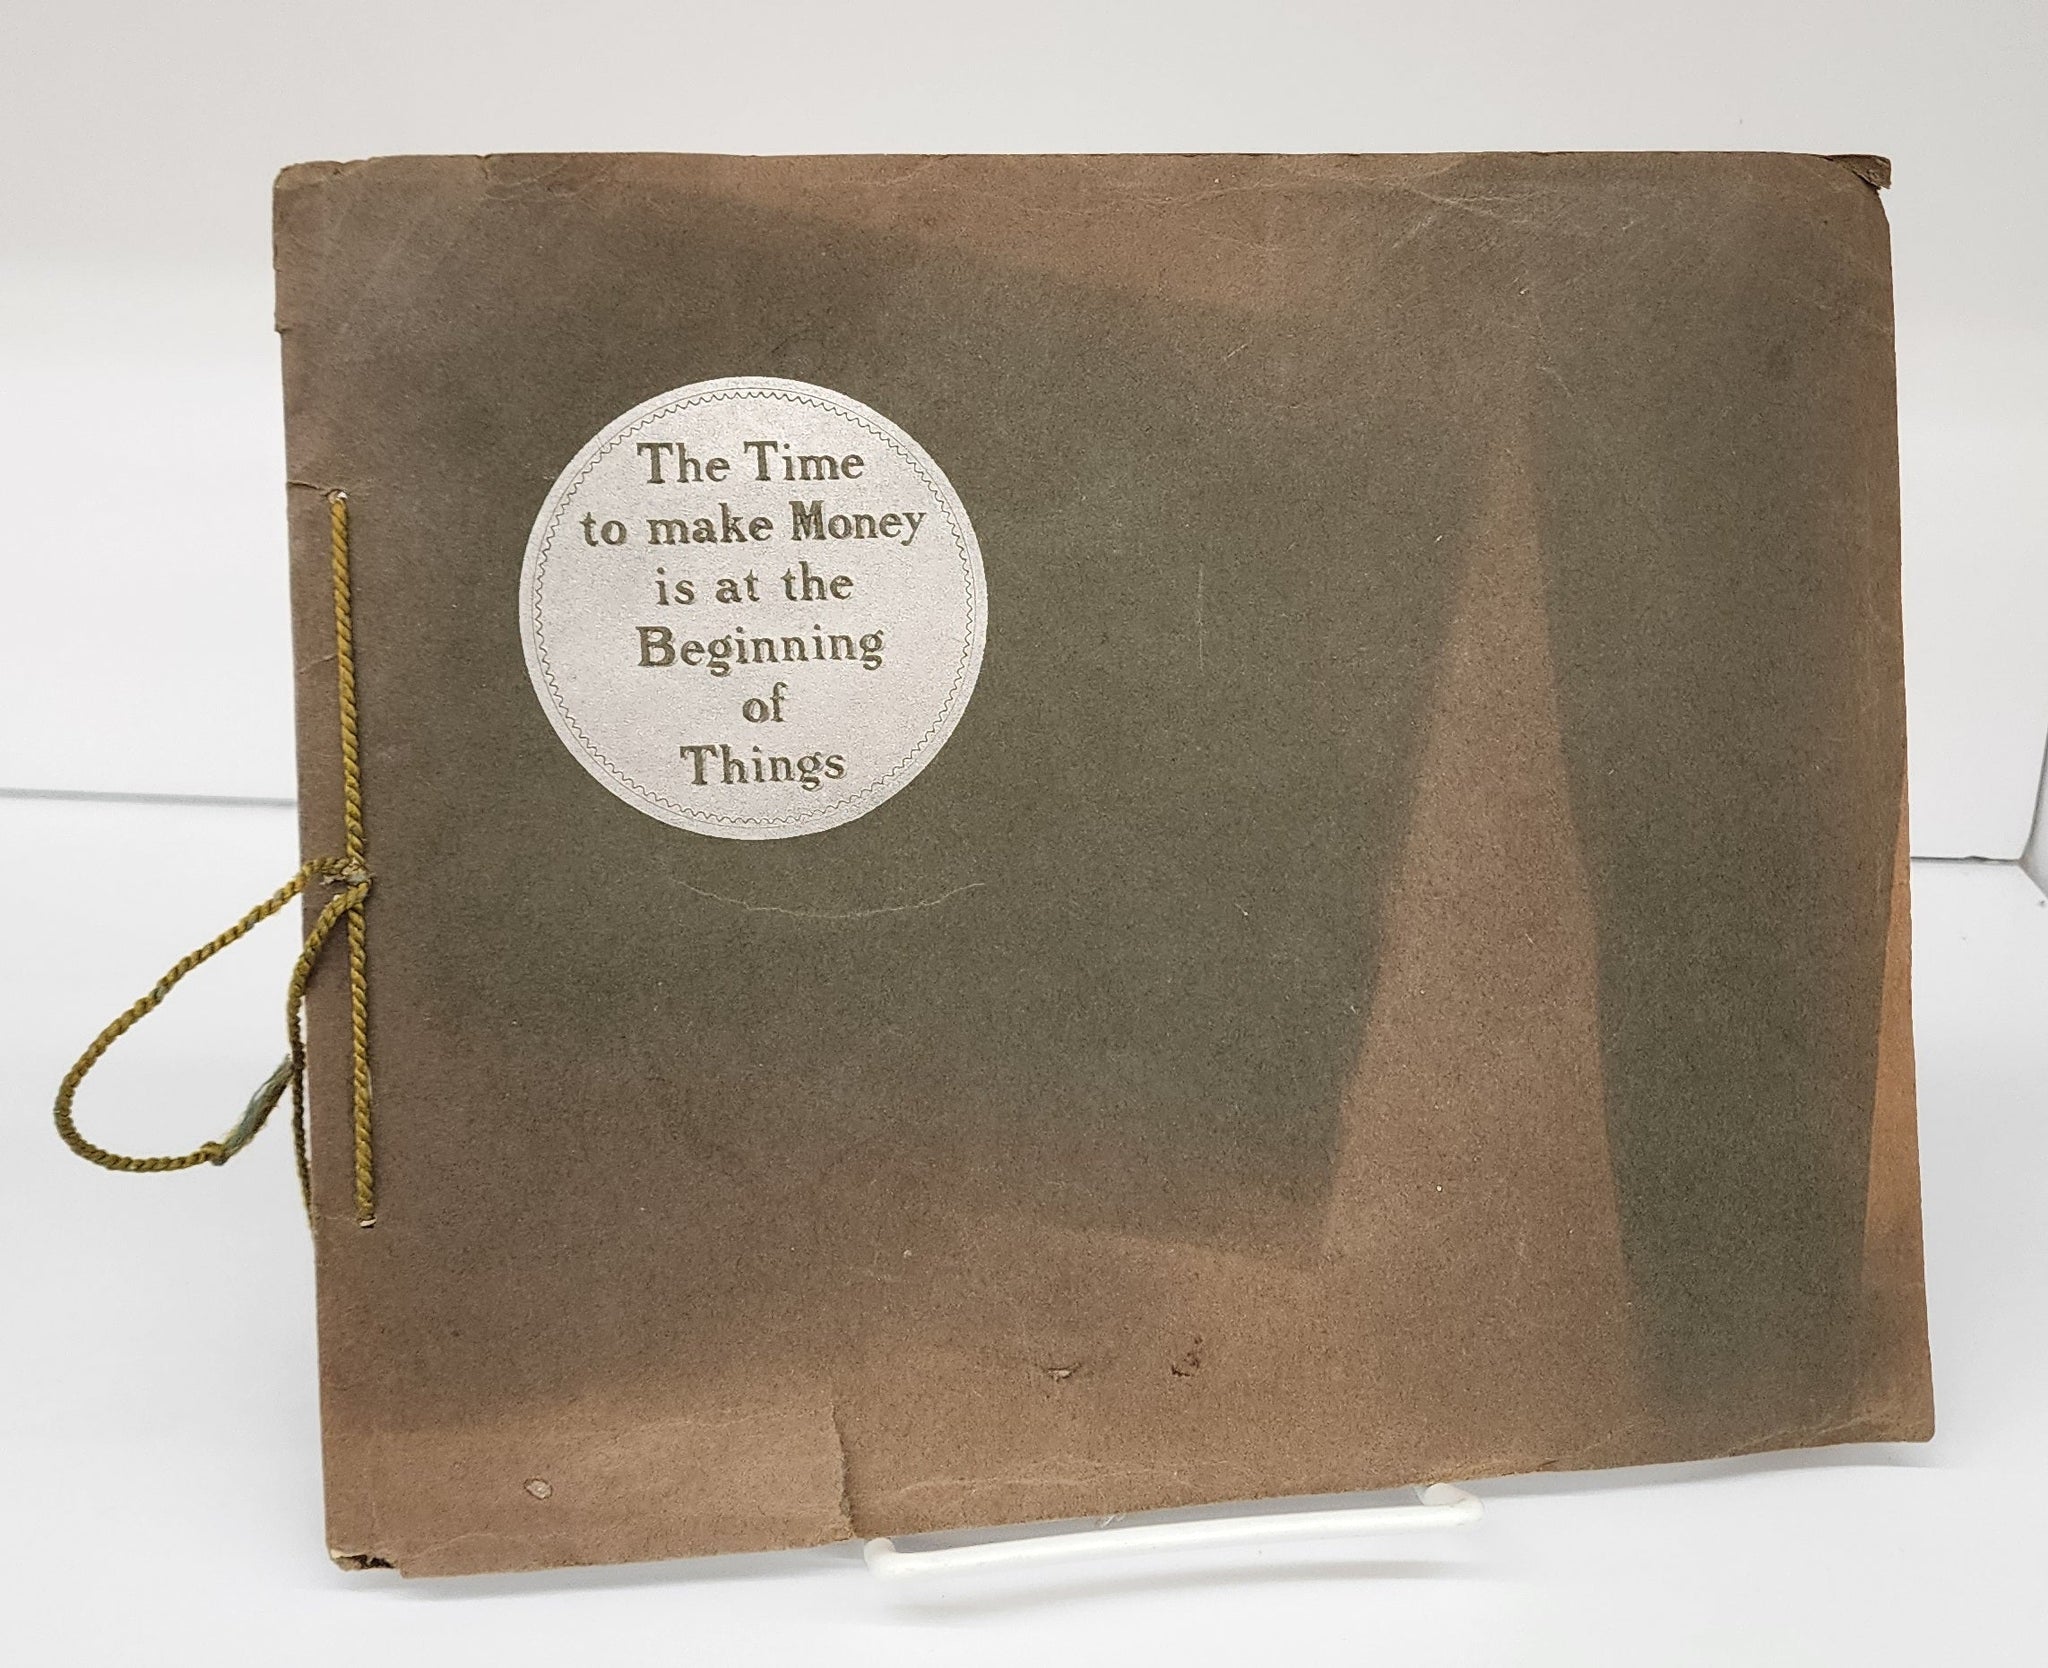 The Time
to make Money
is at the
Beginning
of
Things